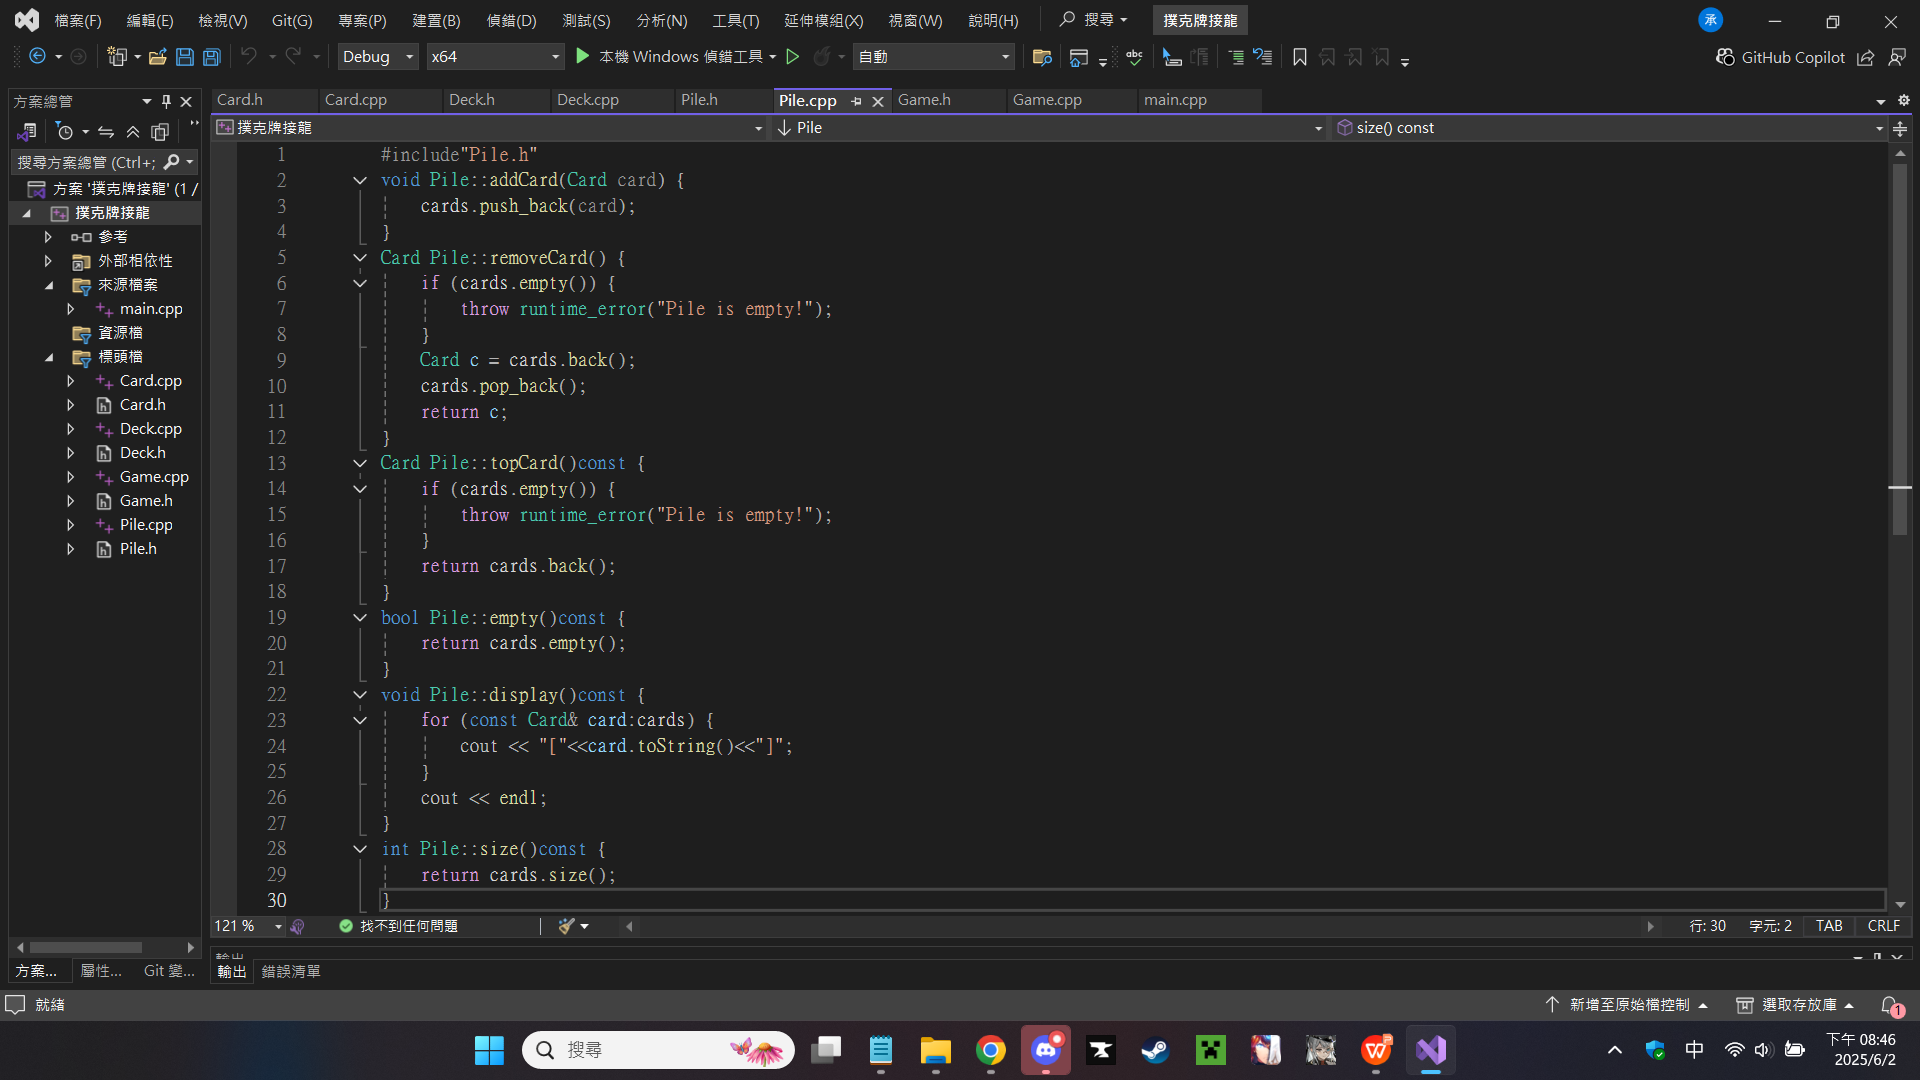 檔案(F) 編輯(E) 檢視(V) Git(G) 專案(P) 建置(B) 偵錯(D) 測試(S) 分析(N) 工具(T) 延伸模組(X) 視窗(W) 說明(H) 搜尋 撲克牌接龍 承
Debug x64 本機 Windows 偵錯工具 自動 GitHub Copilot
方案總管
搜尋方案總管 (Ctrl+;
方案 '撲克牌接龍' (1 /
撲克牌接龍
參考
外部相依性
來源檔案
main.cpp
資源檔
標頭檔
Card.cpp
Card.h
Deck.cpp
Deck.h
Game.cpp
Game.h
Pile.cpp
Pile.h
方案... 屬性... Git 變...
Card.h Card.cpp Deck.h Deck.cpp Pile.h Pile.cpp Game.h Game.cpp main.cpp
撲克牌接龍 Pile size() const
1 #include"Pile.h"
2 void Pile::addCard(Card card) {
3 cards.push_back(card);
4 }
5 Card Pile::removeCard() {
6 if (cards.empty()) {
7 throw runtime_error("Pile is empty!");
8 }
9 Card c = cards.back();
10 cards.pop_back();
11 return c;
12 }
13 Card Pile::topCard()const {
14 if (cards.empty()) {
15 throw runtime_error("Pile is empty!");
16 }
17 return cards.back();
18 }
19 bool Pile::empty()const {
20 return cards.empty();
21 }
22 void Pile::display()const {
23 for (const Card& card:cards) {
24 cout << "["<<card.toString()<<"]";
25 }
26 cout << endl;
27 }
28 int Pile::size()const {
29 return cards.size();
30 }
121 % 找不到任何問題 行: 30 字元: 2 TAB CRLF
輸出
輸出 錯誤清單
就緒 新增至原始檔控制 選取存放庫 1
搜尋 中 下午 08:46
2025/6/2